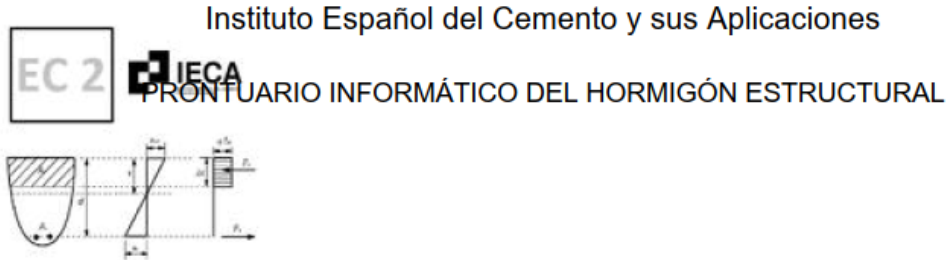 Instituto Español del Cemento y sus Aplicaciones
EC 2
IECA
PRONTUARIO INFORMÁTICO DEL HORMIGÓN ESTRUCTURAL
d